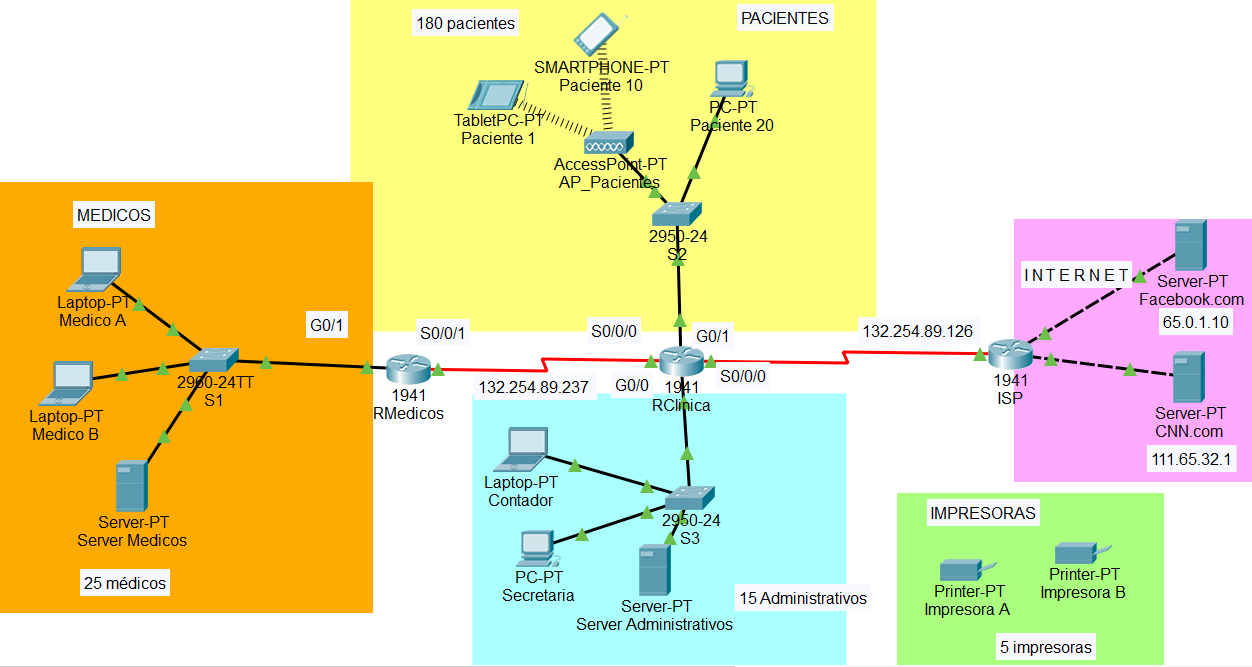 180 pacientes
PACIENTES
SMARTPHONE-PT
Paciente 10
TabletPC-PT
Paciente 1
PC-PT
Paciente 20
AccessPoint-PT
AP_Pacientes
2950-24
S2
MEDICOS
Laptop-PT
Medico A
Laptop-PT
Medico B
2960-24TT
S1
Server-PT
Server Medicos
25 médicos
G0/1
S0/0/1
1941
RMedicos
132.254.89.237
S0/0/0
G0/1
G0/0
S0/0/0
1941
RClinica
132.254.89.126
1941
ISP
INTERNET
Server-PT
Facebook.com
65.0.1.10
Server-PT
CNN.com
111.65.32.1
Laptop-PT
Contador
2950-24
S3
PC-PT
Secretaria
Server-PT
Server Administrativos
15 Administrativos
IMPRESORAS
Printer-PT
Impresora A
Printer-PT
Impresora B
5 impresoras